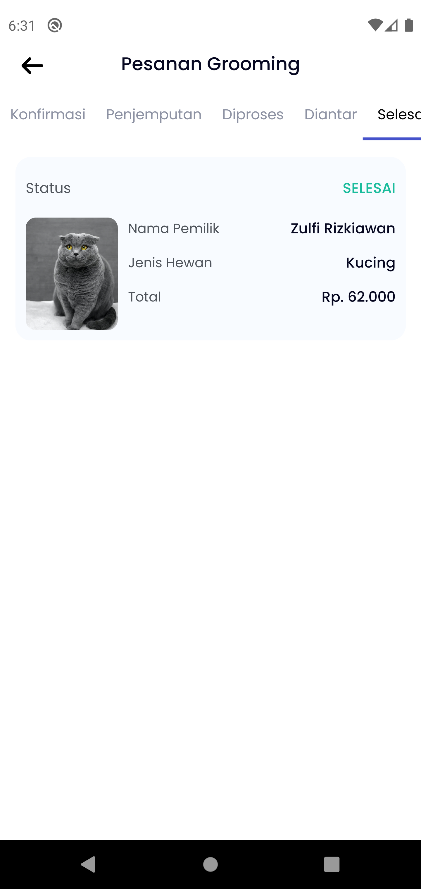 6:31
Pesanan Grooming
Konfirmasi Penjemputan Diproses Diantar
Status SELESAI
Nama Pemilik Zulfi Rizkiawan
Jenis Hewan Kucing
Total Rp. 62.000